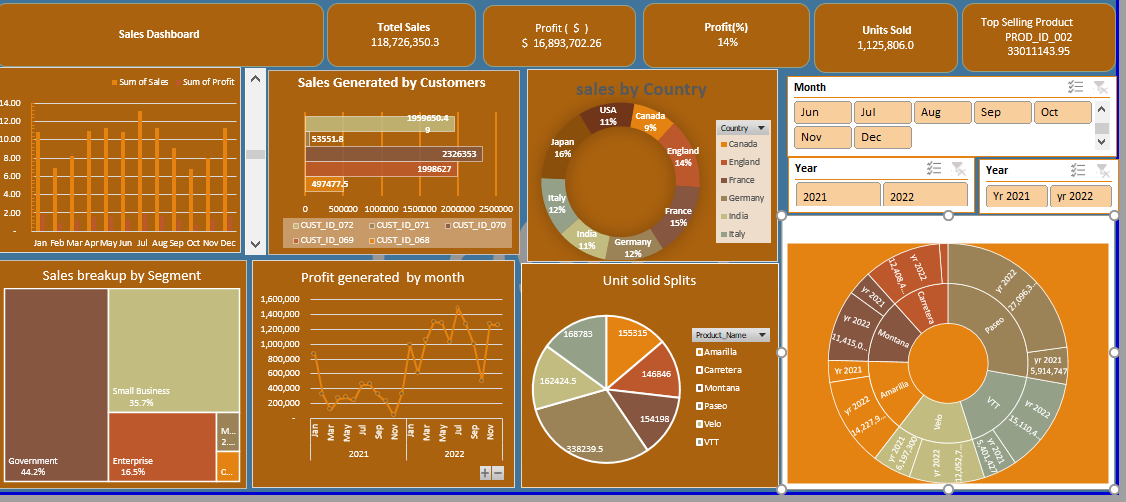 Sales Dashboard
Totel Sales
118,726,350.3
Profit ( $ )
$ 16,893,702.26
Profit(%)
14%
Units Sold
1,125,806.0
Top Selling Product
PROD_ID_002
33011143.95
Sum of Sales
Sum of Profit
14.00
12.00
10.00
8.00
6.00
4.00
2.00
-
Jan Feb Mar Apr May Jun Jul Aug Sep Oct Nov Dec
Sales Generated by Customers
1959650.4
9
53551.8
2326353
1998627
497477.5
0 500000 1000000 1500000 2000000 2500000
CUST_ID_072 CUST_ID_071 CUST_ID_070
CUST_ID_069 CUST_ID_068
sales by Country
USA
11%
Canada
9%
England
14%
France
15%
Germany
12%
India
11%
Italy
12%
Japan
16%
Country
Canada
England
France
Germany
India
Italy
Month
Jun Jul Aug Sep Oct
Nov Dec
Year
2021 2022
Year
Yr 2021 yr 2022
Sales breakup by Segment
Government
44.2%
Small Business
35.7%
Enterprise
16.5%
M...
2...
C...
Profit generated by month
1,600,000
1,400,000
1,200,000
1,000,000
800,000
600,000
400,000
200,000
-
Jan Mar May Jul Sep Nov Jan Mar May Jul Sep Nov
2021 2022
Unit solid Splits
155315
146846
154198
338239.5
162424.5
168783
Product_Name
Amarilla
Carretera
Montana
Paseo
Velo
VTT
Paseo
yr 2022
27,096,3...
yr 2021
5,914,747
VTT
yr 2022
15,110,4...
yr 2021
5,401,427
Velo
yr 2022
12,052,7...
yr 2021
6,197,200
Amarilla
yr 2022
14,227,9...
Yr 2021
Montana
yr 2022
11,415,0...
yr 2021
Carretera
yr 2022
12,408,4...